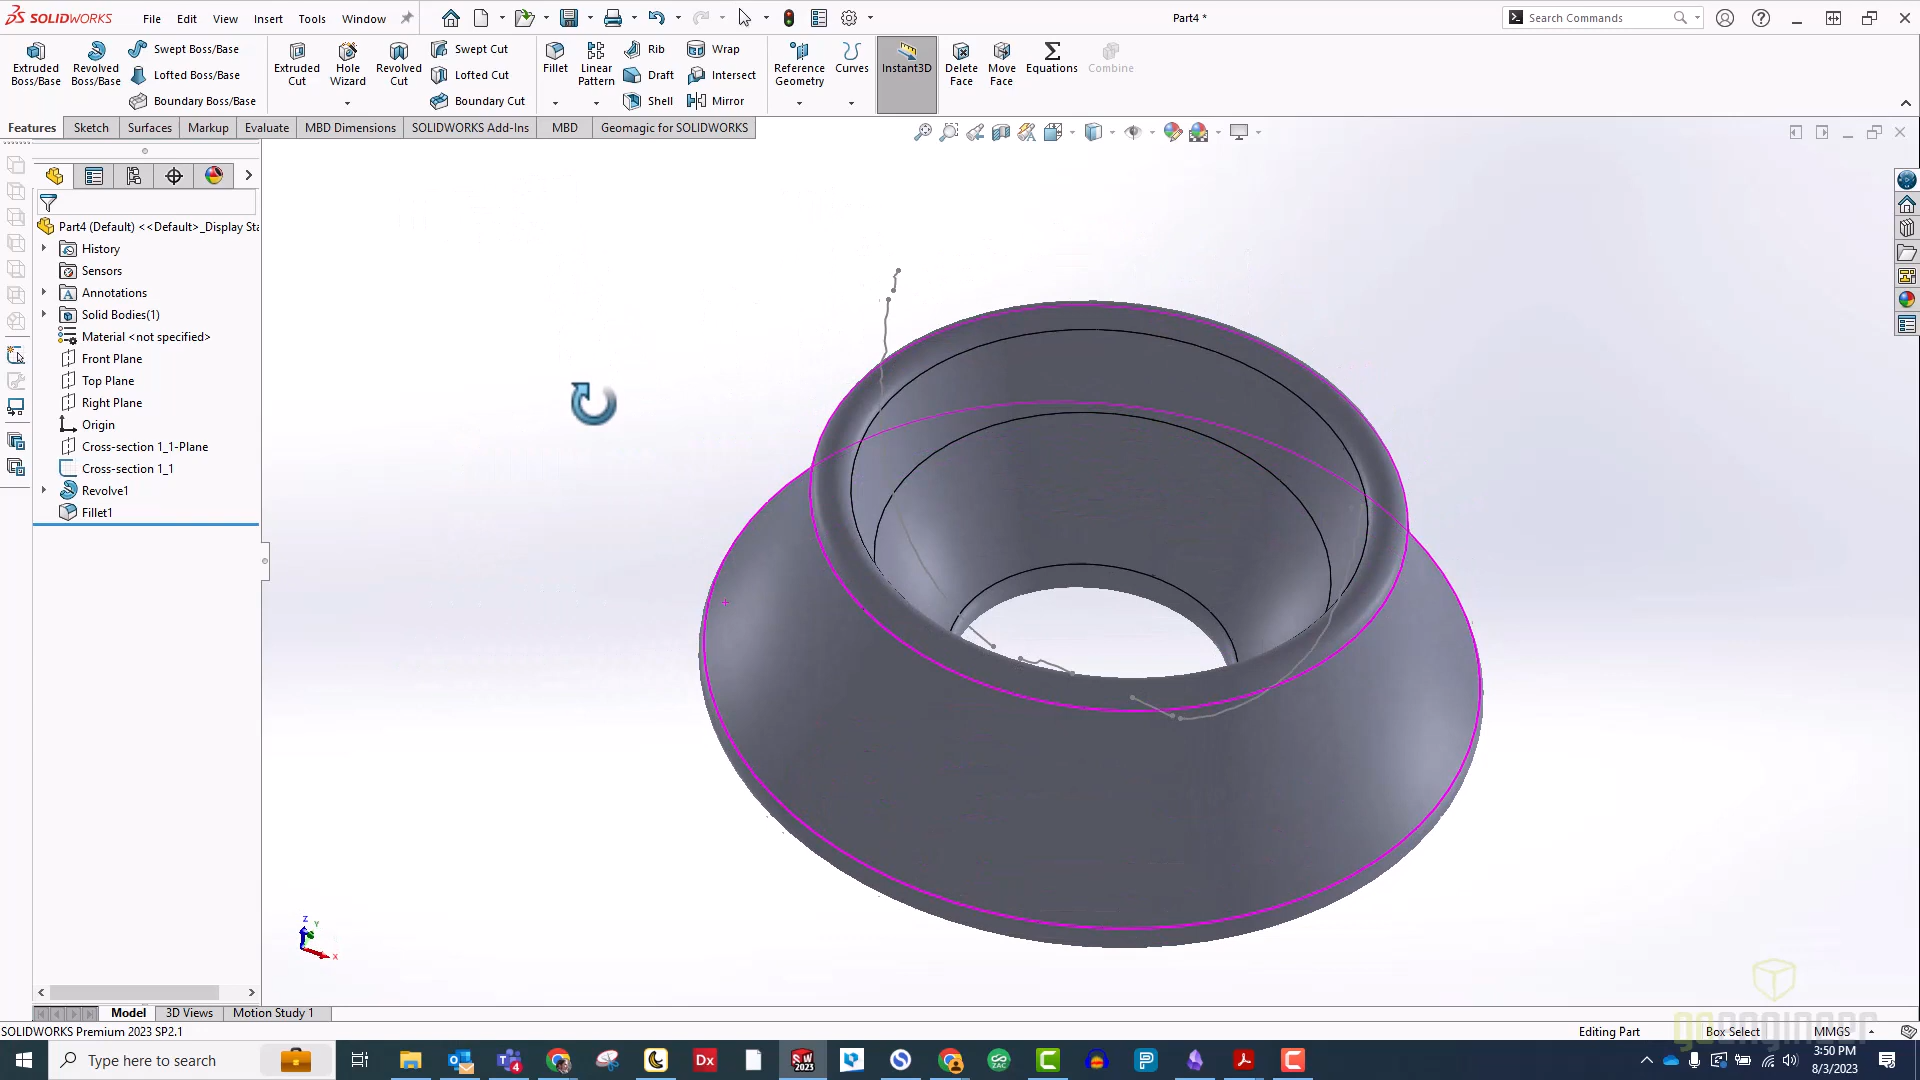 SOLIDWORKS
File Edit View Insert Tools Window
Part4 *
Search Commands
Extruded Boss/Base
Revolved Boss/Base
Swept Boss/Base
Lofted Boss/Base
Boundary Boss/Base
Extruded Cut
Hole Wizard
Revolved Cut
Swept Cut
Lofted Cut
Boundary Cut
Fillet
Linear Pattern
Rib
Draft
Shell
Wrap
Intersect
Mirror
Reference Geometry
Curves
Instant3D
Delete Face
Move Face
Equations
Combine
Features Sketch Surfaces Markup Evaluate MBD Dimensions SOLIDWORKS Add-Ins MBD Geomagic for SOLIDWORKS
Part4 (Default) <<Default>_Display Sta
History
Sensors
Annotations
Solid Bodies(1)
Material <not specified>
Front Plane
Top Plane
Right Plane
Origin
Cross-section 1_1-Plane
Cross-section 1_1
Revolve1
Fillet1
Z
Y
X
Model 3D Views Motion Study 1
goengineer
SOLIDWORKS Premium 2023 SP2.1
Editing Part Box Select MMGS
Type here to search
3:50 PM
8/3/2023